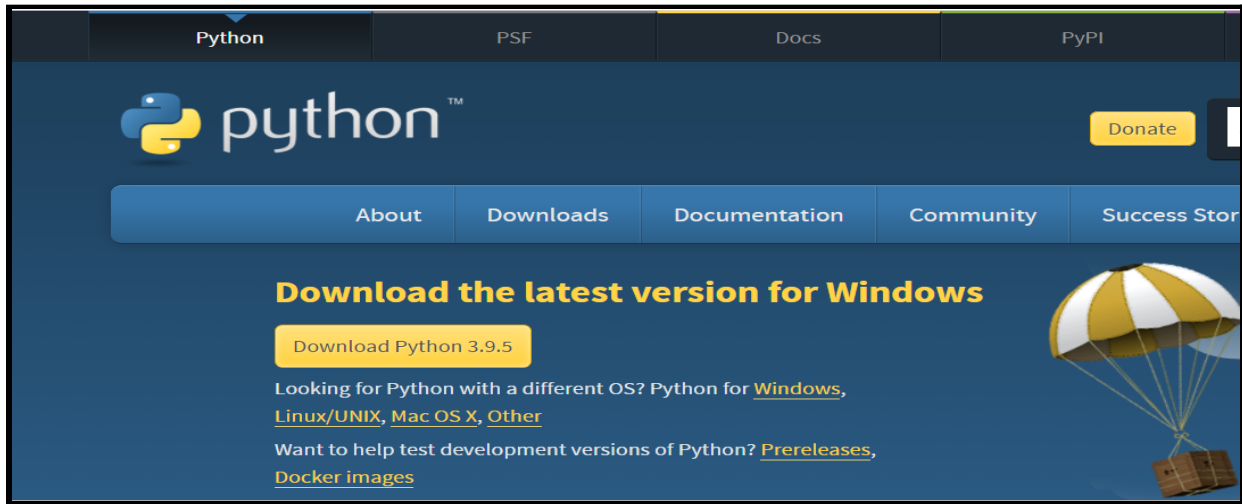 Python PSF Docs PyPI
python™
Donate
About Downloads Documentation Community Success Stor
Download the latest version for Windows
Download Python 3.9.5
Looking for Python with a different OS? Python for Windows,
Linux/UNIX, Mac OS X, Other
Want to help test development versions of Python? Prereleases,
Docker images